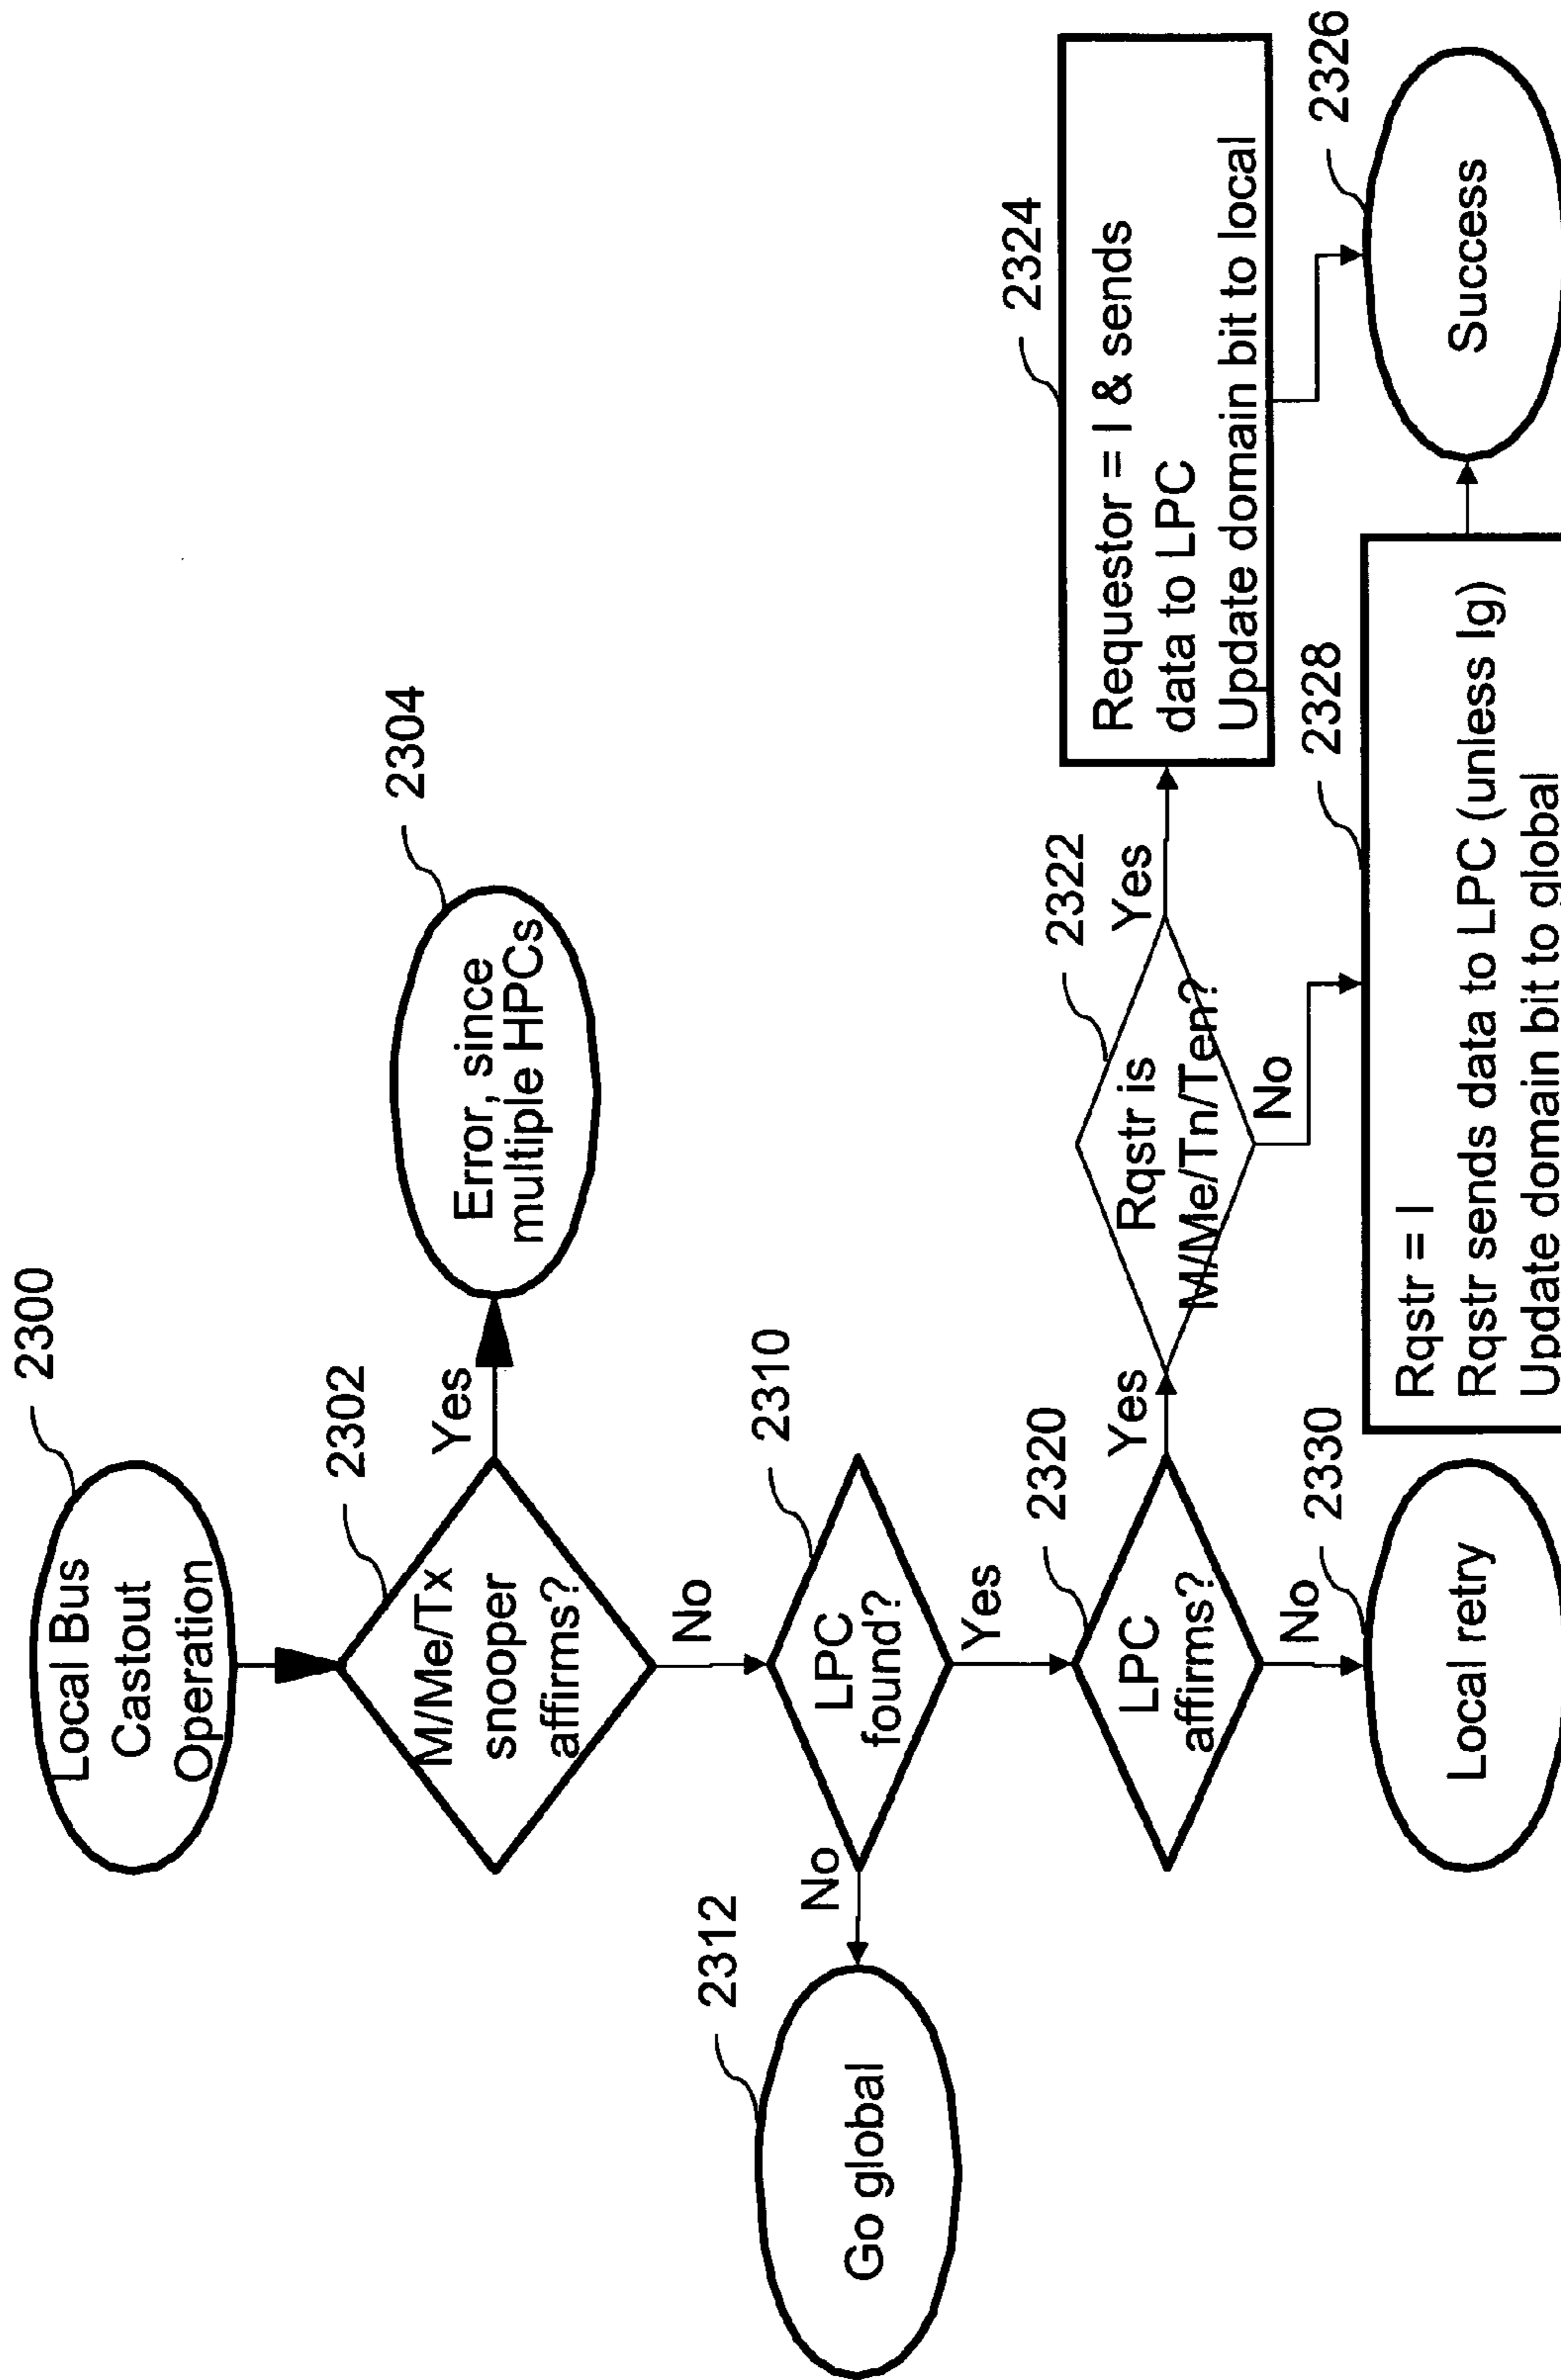 2300
Local Bus
Castout
Operation
2302
M/Me/Tx
snooper
affirms?
Yes
2304
Error, since
multiple HPCs
No
2310
LPC
found?
No
2312
Go global
Yes
2320
LPC
affirms?
Yes
2322
Rqstr is
M/Me/Tn/Ten?
Yes
2324
Requestor = I & sends
data to LPC
Update domain bit to local
2326
Success
No
2328
Rqstr = I
Rqstr sends data to LPC (unless Ig)
Update domain bit to global
No
2330
Local retry